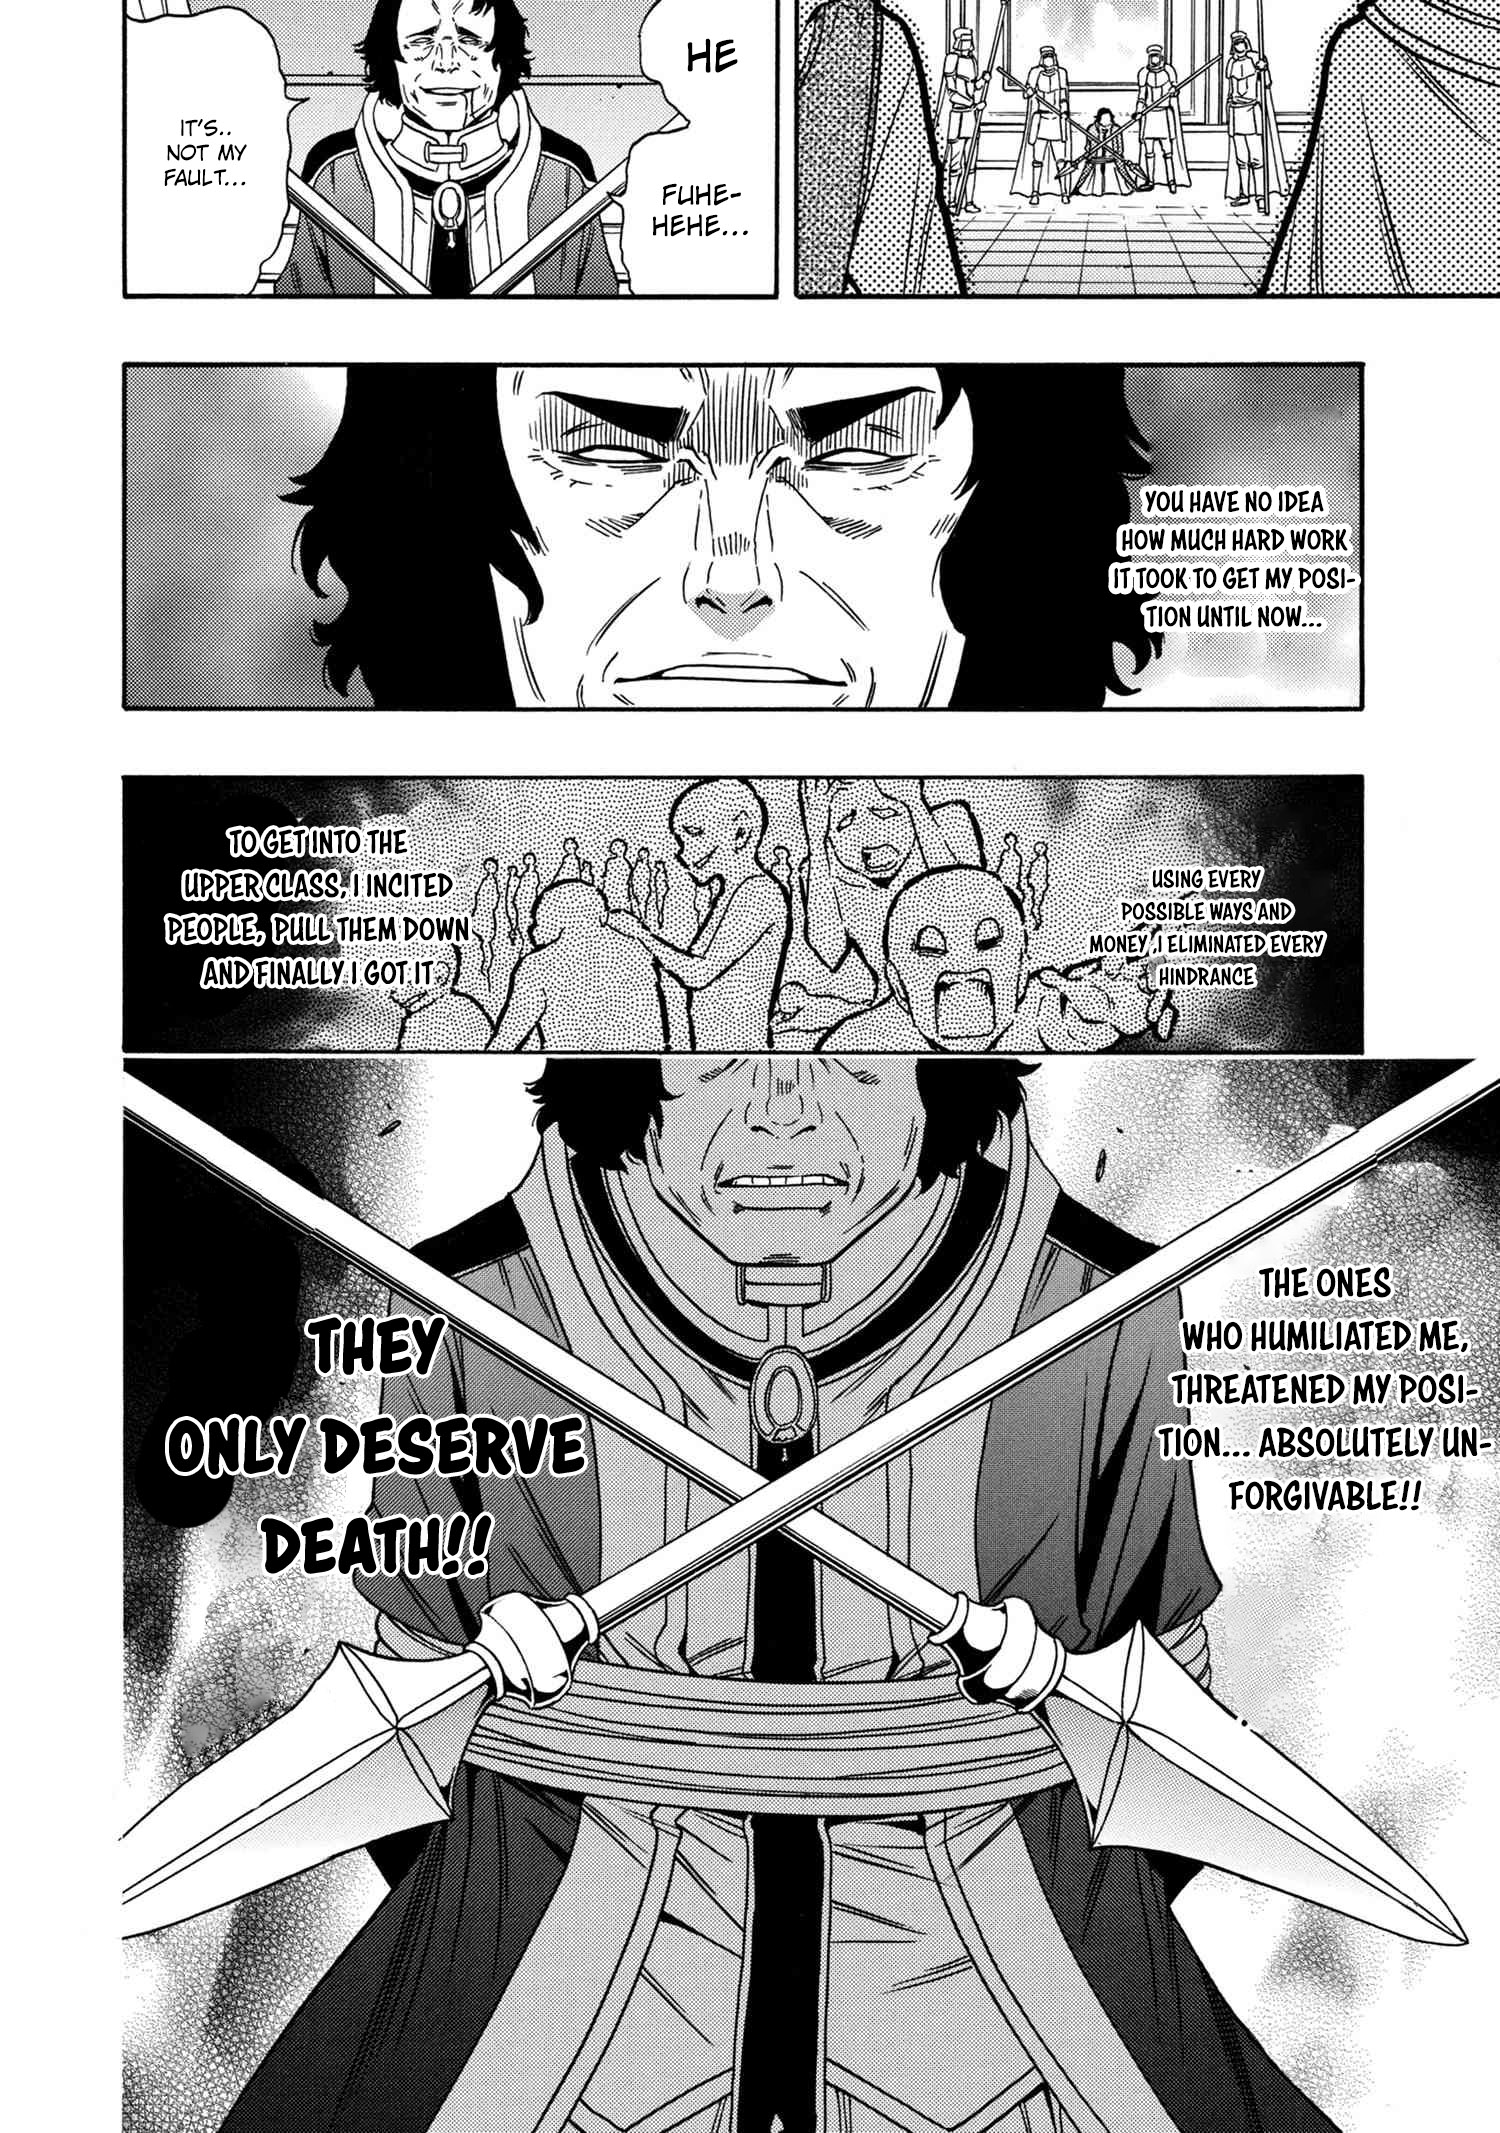 HE
FUHE-
HEHE...
IT'S..
NOT MY
FAULT...
YOU HAVE NO IDEA
HOW MUCH HARD WORK
IT TOOK TO GET MY POSI-
TION UNTIL NOW...
USING EVERY
POSSIBLE WAYS AND
MONEY ,I ELIMINATED EVERY
HINDRANCE
TO GET INTO THE
UPPER CLASS, I INCITED
PEOPLE, PULL THEM DOWN
AND FINALLY I GOT IT
THE ONES
WHO HUMILIATED ME,
THREATENED MY POSI-
TION... ABSOLUTELY UN-
FORGIVABLE!!
THEY
ONLY DESERVE
DEATH!!